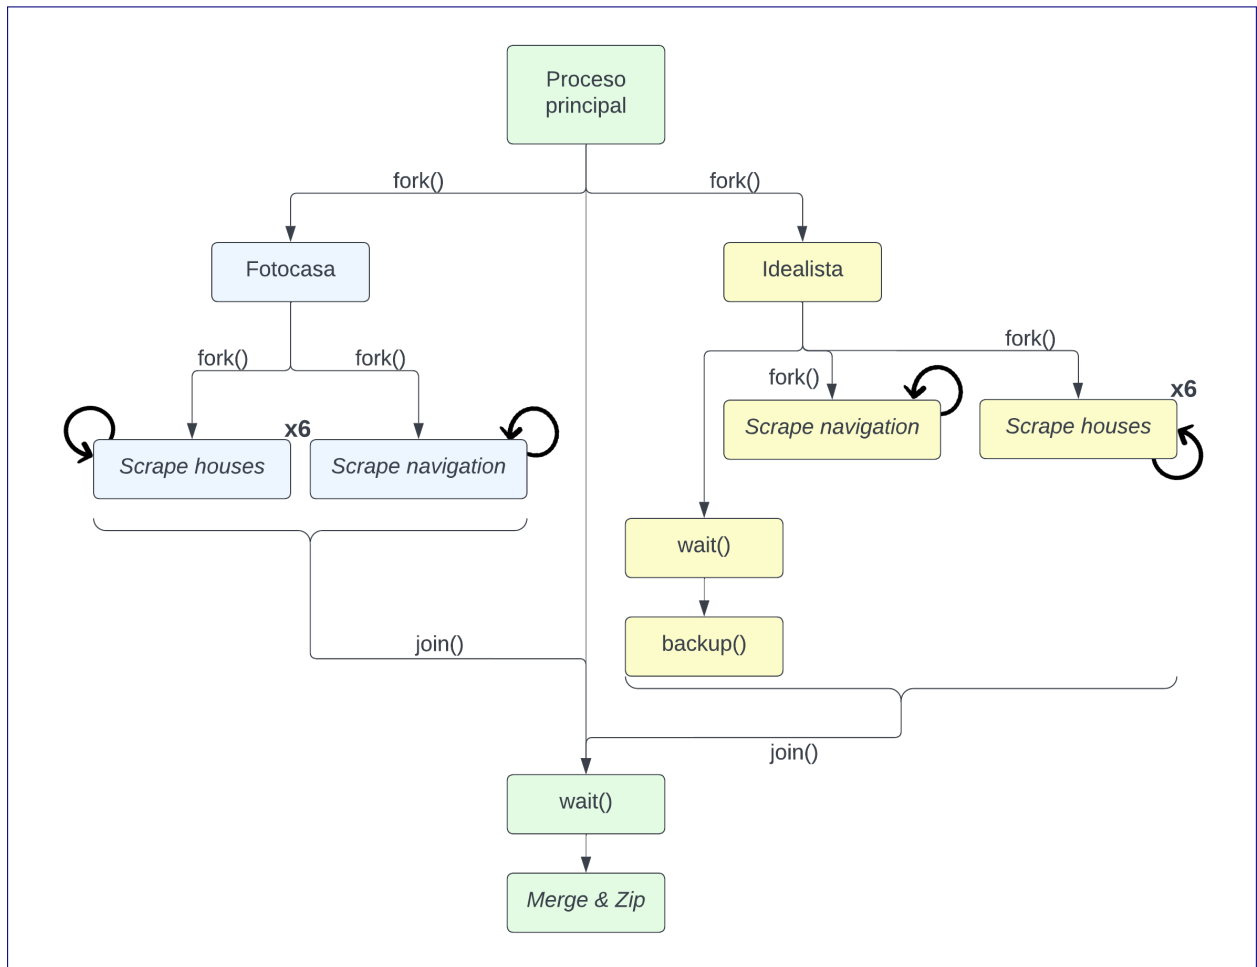 Proceso
principal
fork()
fork()
Fotocasa
Idealista
fork()
fork()
fork()
fork()
x6
x6
Scrape houses
Scrape navigation
Scrape navigation
Scrape houses
wait()
backup()
join()
join()
wait()
Merge & Zip